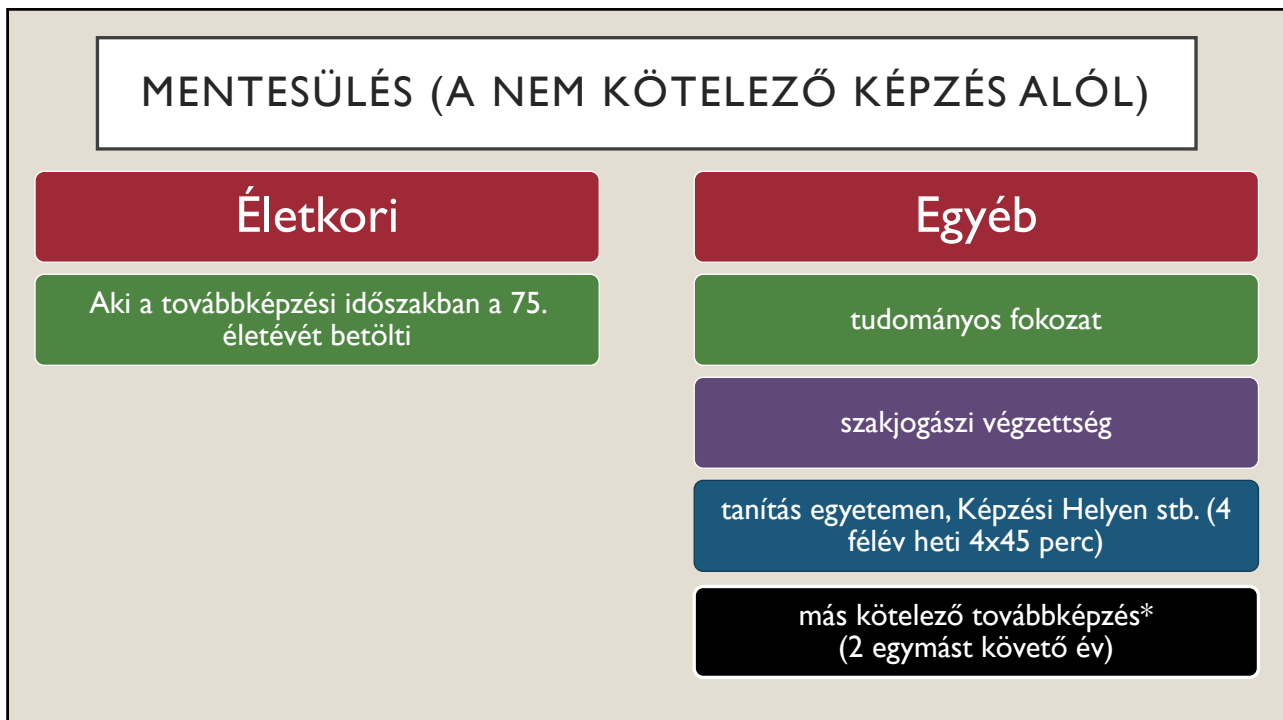 MENTESÜLÉS (A NEM KÖTELEZŐ KÉPZÉS ALÓL)
Életkori
Aki a továbbképzési időszakban a 75.
életévét betölti
Egyéb
tudományos fokozat
szakjogászi végzettség
tanítás egyetemen, Képzési Helyen stb. (4
félév heti 4x45 perc)
más kötelező továbbképzés*
(2 egymást követő év)